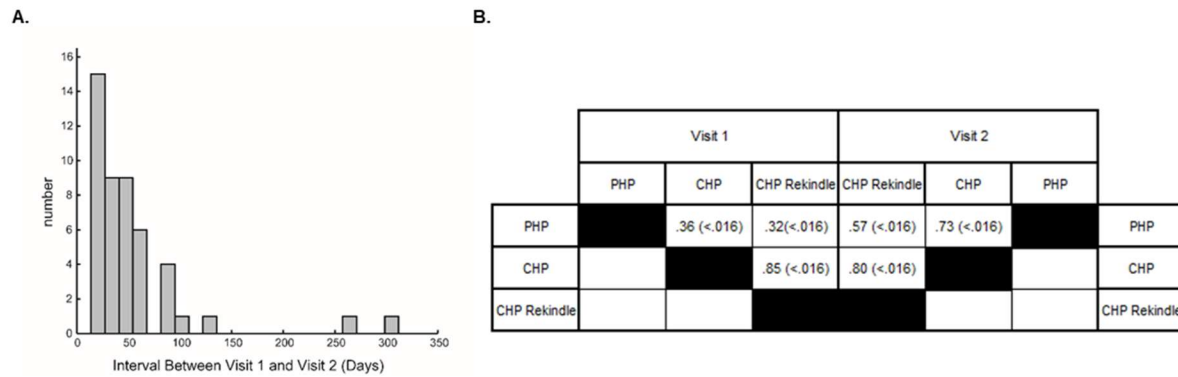 A.
16
14
12
10
8
6
4
2
0
number
0 50 100 150 200 250 300 350
Interval Between Visit 1 and Visit 2 (Days)
B.
Visit 1 Visit 2
PHP CHP CHP Rekindle CHP Rekindle CHP PHP
PHP .36 (<.016) .32(<.016) .57 (<.016) .73 (<.016) PHP
CHP .85 (<.016) .80 (<.016) CHP
CHP Rekindle CHP Rekindle